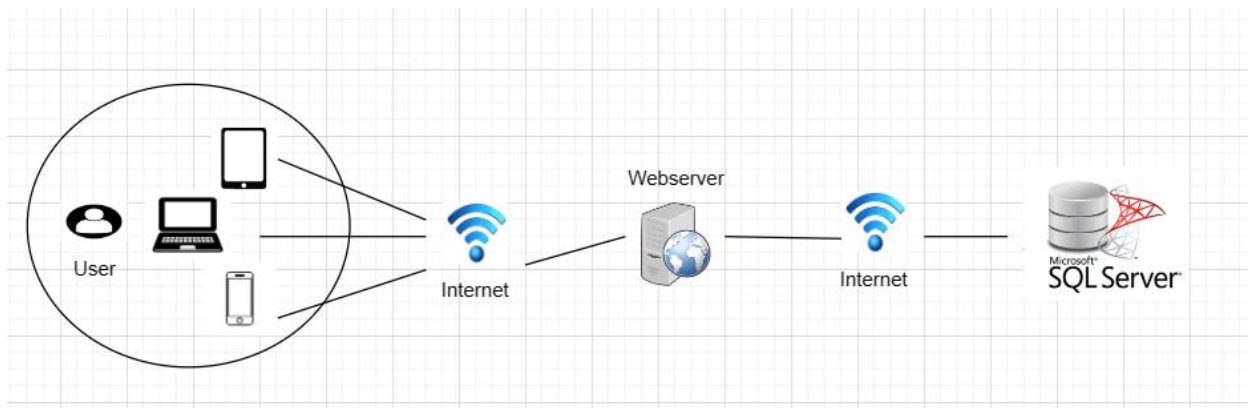 User
Internet
Webserver
Internet
Microsoft®
SQL Server®